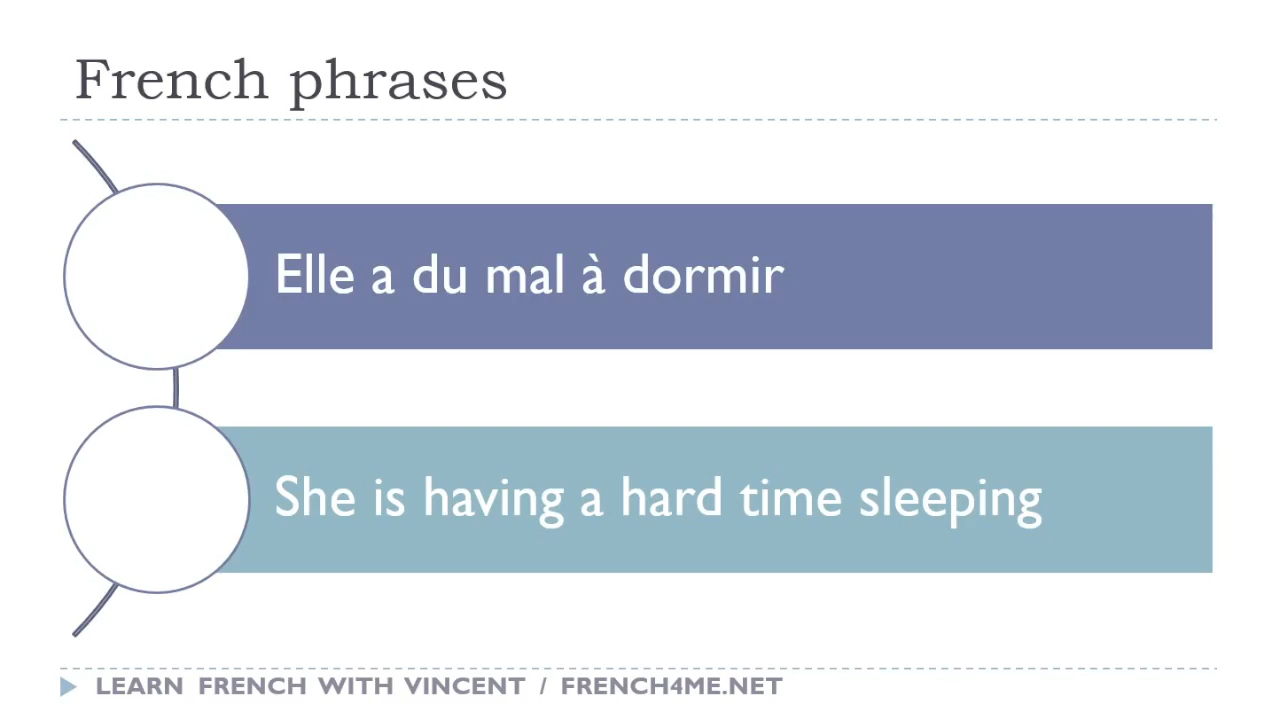 French phrases
Elle a du mal à dormir
She is having a hard time sleeping
LEARN FRENCH WITH VINCENT / FRENCH4ME.NET